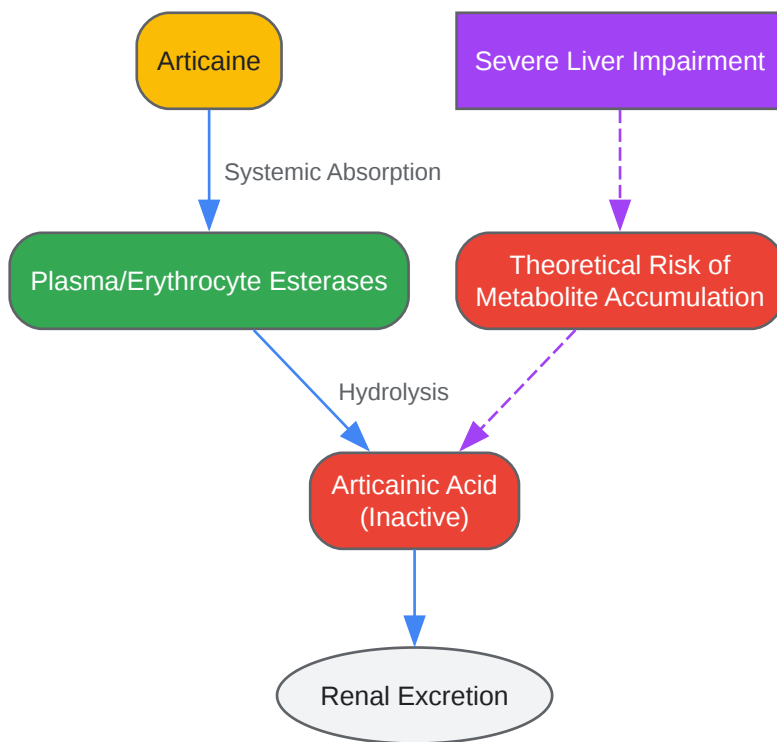 Articaine
Severe Liver Impairment
Systemic Absorption
Plasma/Erythrocyte Esterases
Theoretical Risk of
Metabolite Accumulation
Hydrolysis
Articainic Acid
(Inactive)
Renal Excretion